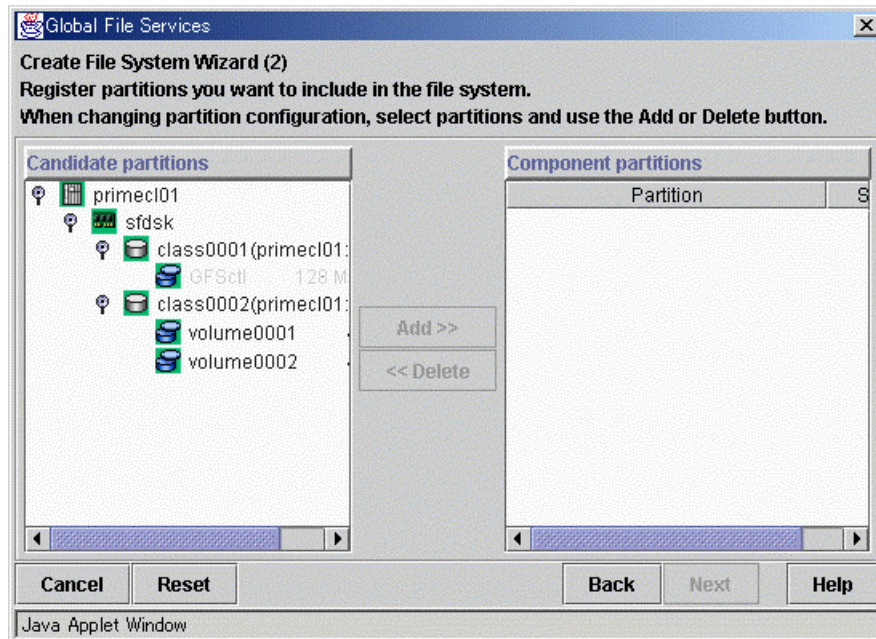 Global File Services
Create File System Wizard (2)
Register partitions you want to include in the file system.
When changing partition configuration, select partitions and use the Add or Delete button.
Candidate partitions
primecl01
sfdsk
class0001(primecl01:
GFSctl 128 M
class0002(primecl01:
volume0001
volume0002
Add >>
<< Delete
Component partitions
Partition S
Cancel Reset Back Next Help
Java Applet Window